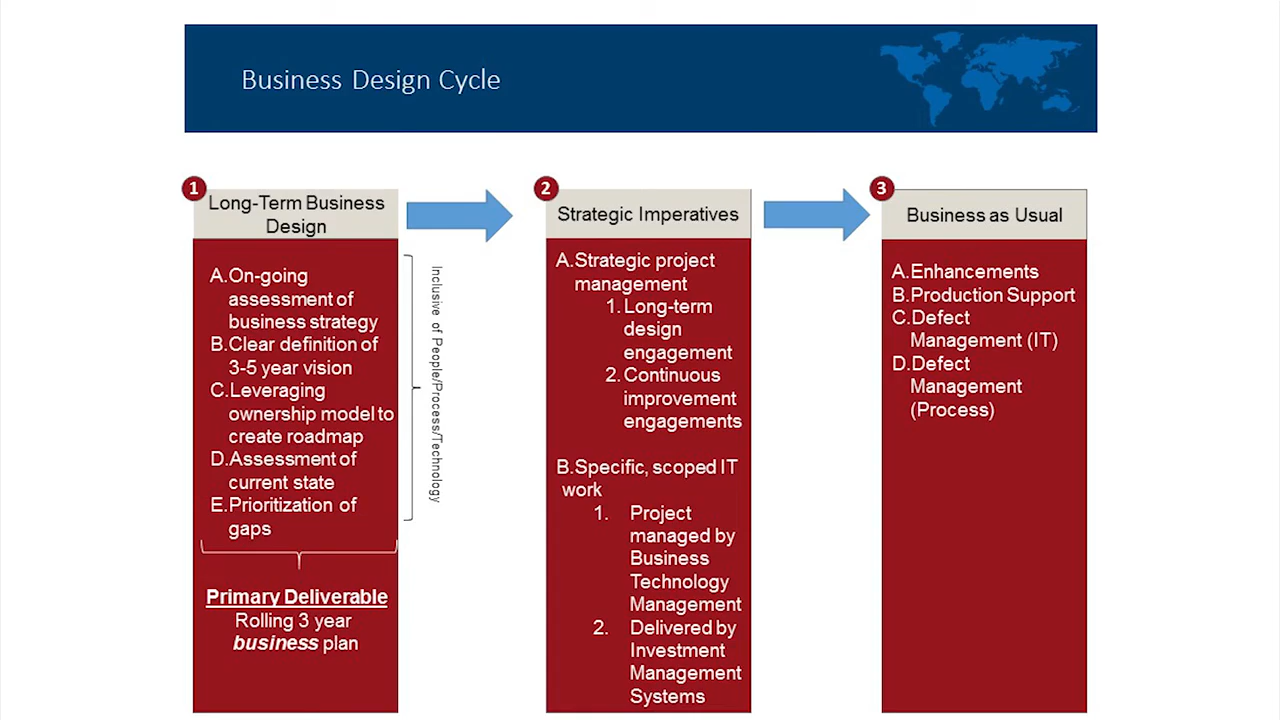 Business Design Cycle
1
Long-Term Business
Design
A.On-going
assessment of
business strategy
B.Clear definition of
3-5 year vision
C.Leveraging
ownership model to
create roadmap
D.Assessment of
current state
E.Prioritization of
gaps
Primary Deliverable
Rolling 3 year
business plan
Inclusive of People/Process/Technology
2
Strategic Imperatives
A.Strategic project
management
1.Long-term
design
engagement
2.Continuous
improvement
engagements
B.Specific, scoped IT
work
1. Project
managed by
Business
Technology
Management
2. Delivered by
Investment
Management
Systems
3
Business as Usual
A.Enhancements
B.Production Support
C.Defect
Management (IT)
D.Defect
Management
(Process)